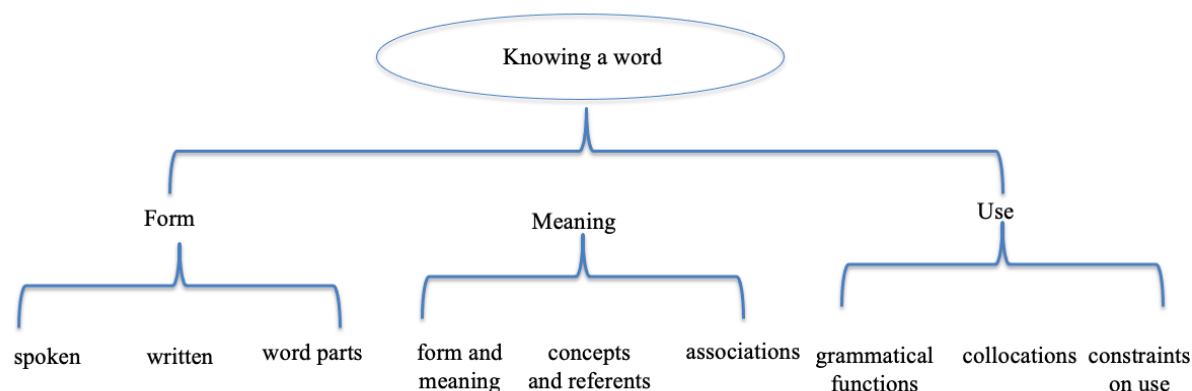 Knowing a word
Form
Meaning
Use
spoken
written
word parts
form and
meaning
concepts
and referents
associations
grammatical
functions
collocations
constraints
on use